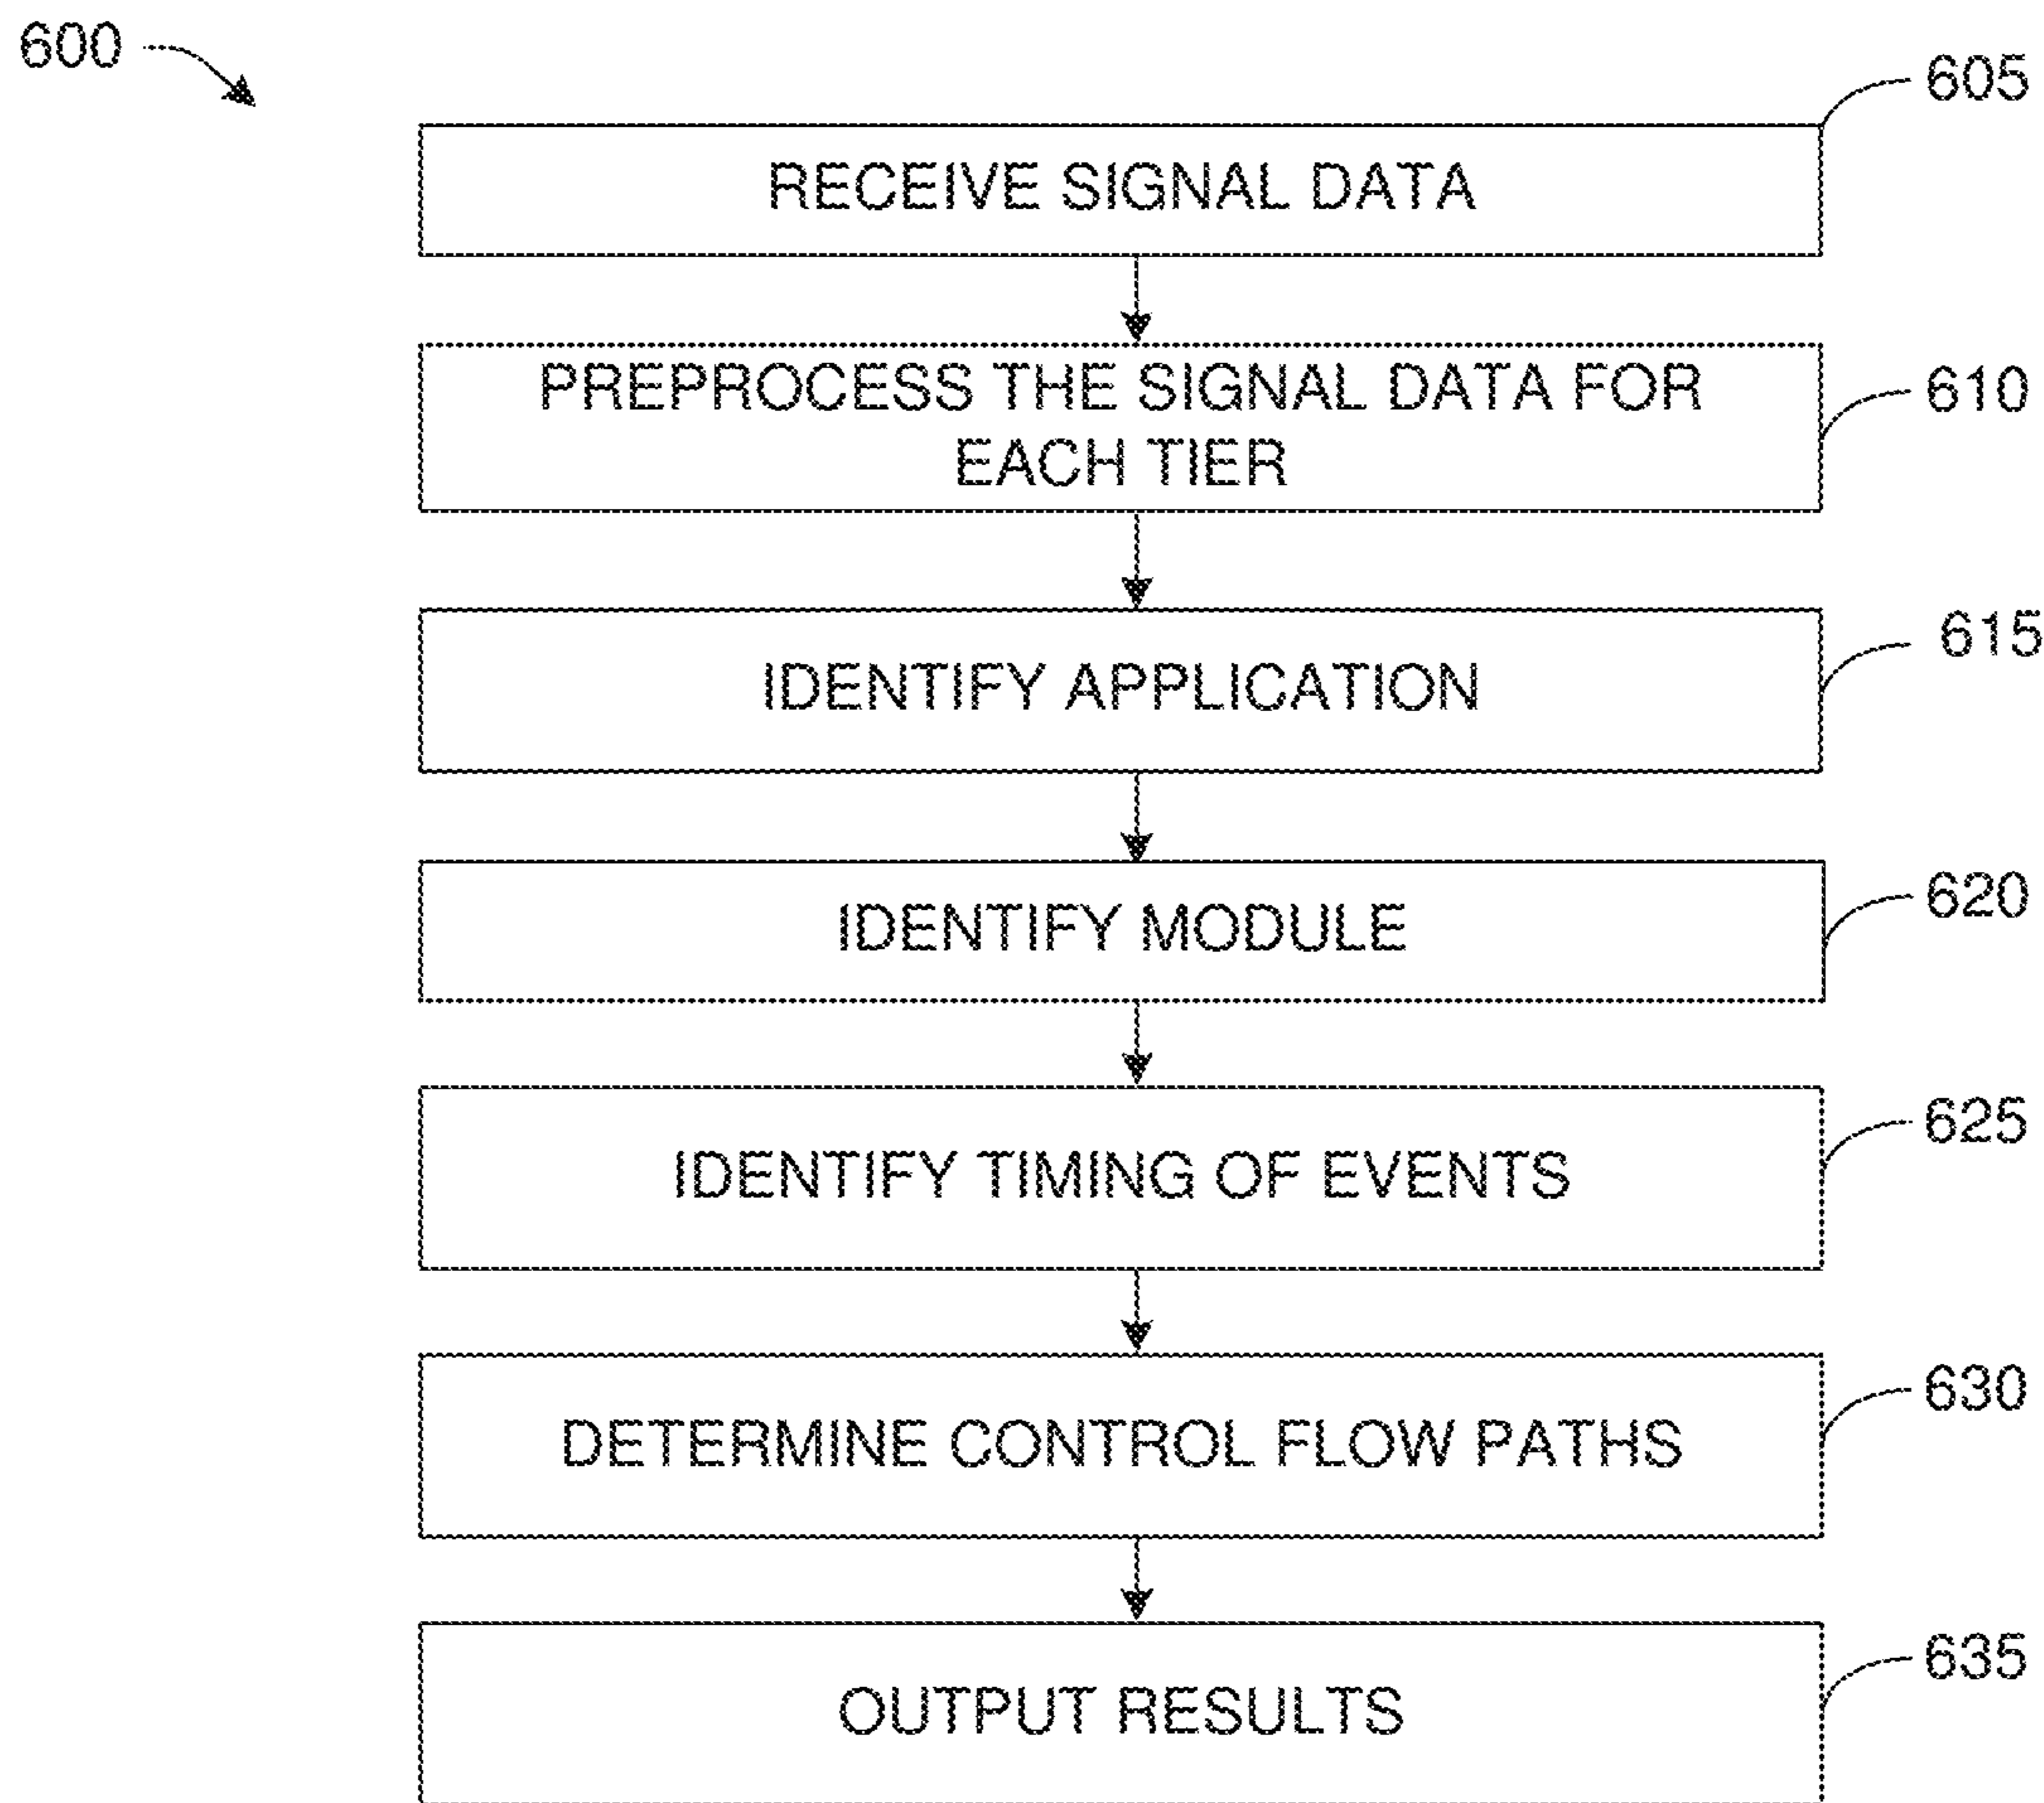 600
605
RECEIVE SIGNAL DATA
PREPROCESS THE SIGNAL DATA FOR
EACH TIER
610
IDENTIFY APPLICATION
615
IDENTIFY MODULE
620
IDENTIFY TIMING OF EVENTS
625
DETERMINE CONTROL FLOW PATHS
630
OUTPUT RESULTS
635